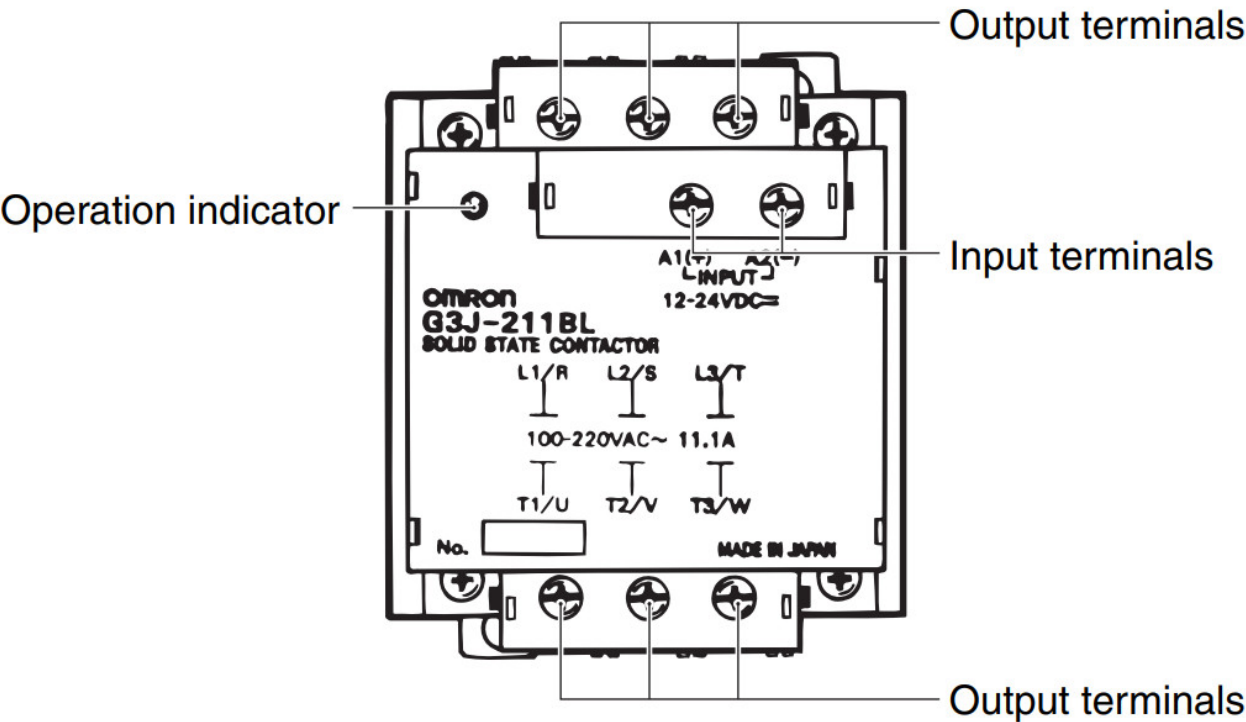 Output terminals
Operation indicator
Input terminals
A1(+) A2(-)
INPUT
12-24VDC
OMRON
G3J-211BL
SOLID STATE CONTACTOR
L1/R L2/S L3/T
100-220VAC~ 11.1A
T1/U T2/V T3/W
No.
MADE IN JAPAN
Output terminals